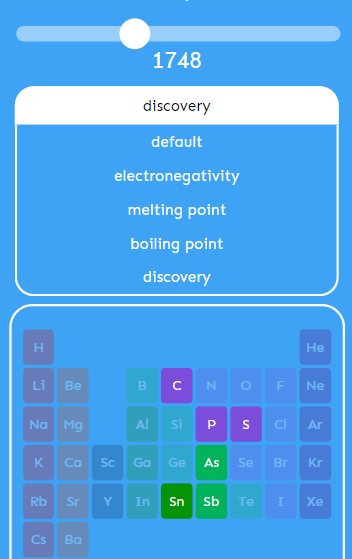 1748
discovery
default
electronegativity
melting point
boiling point
discovery
H He
Li Be B C N O F Ne
Na Mg Al Si P S Cl Ar
K Ca Sc Ga Ge As Se Br Kr
Rb Sr Y In Sn Sb Te I Xe
Cs Ba